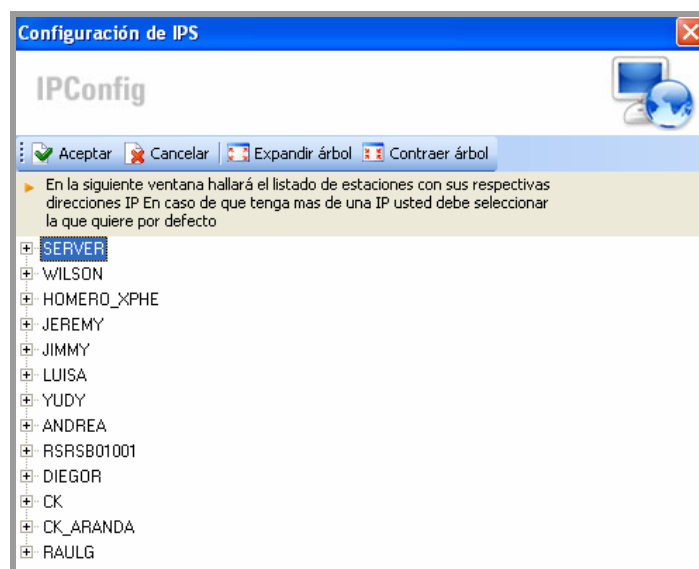 Configuración de IPS
IPConfig
Aceptar Cancelar Expandir árbol Contraer árbol
En la siguiente ventana hallará el listado de estaciones con sus respectivas
direcciones IP En caso de que tenga mas de una IP usted debe seleccionar
la que quiere por defecto
SERVER
WILSON
HOMERO_XPHE
JEREMY
JIMMY
LUISA
YUDY
ANDREA
RSRSB01001
DIEGOR
CK
CK_ARANDA
RAULG